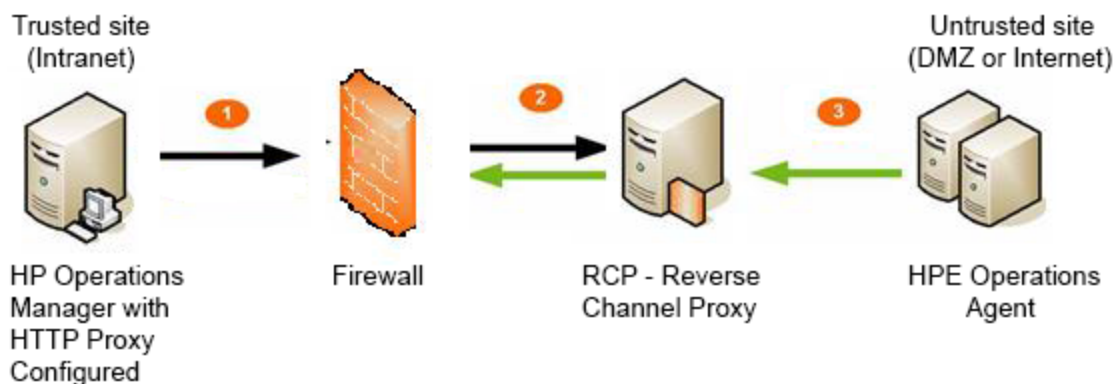 Trusted site
(Intranet)
Untrusted site
(DMZ or Internet)
1
2
3
HP Operations
Manager with
HTTP Proxy
Configured
Firewall
RCP - Reverse
Channel Proxy
HPE Operations
Agent